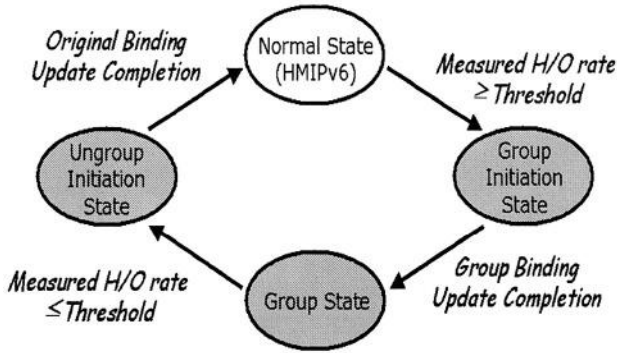 Original Binding
Update Completion
Normal State
(HMIPv6)
Measured H/O rate
≥Threshold
Ungroup
Initiation
State
Group
Initiation
State
Measured H/O rate
≤Threshold
Group State
Group Binding
Update Completion